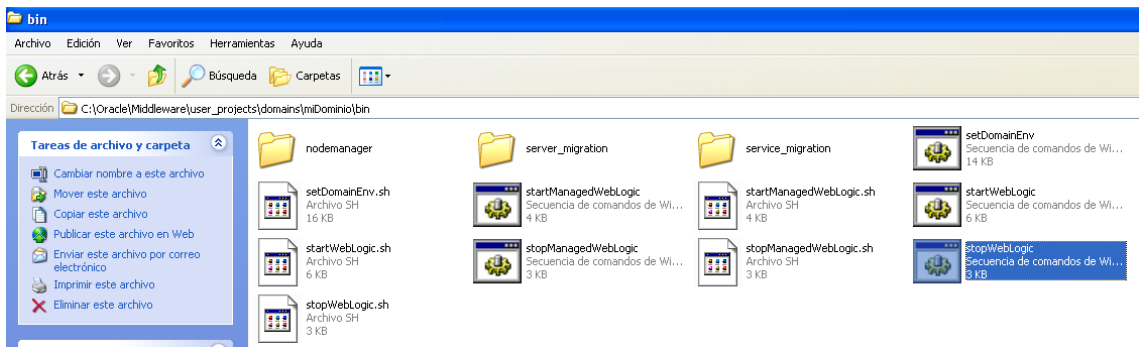 bin
Archivo Edición Ver Favoritos Herramientas Ayuda
Atrás Búsqueda Carpetas
Dirección C:\Oracle\Middleware\user_projects\domains\miDominio\bin
Tareas de archivo y carpeta
Cambiar nombre a este archivo
Mover este archivo
Copiar este archivo
Publicar este archivo en Web
Enviar este archivo por correo
electrónico
Imprimir este archivo
Eliminar este archivo
nodemanager
server_migration
service_migration
setDomainEnv
Secuencia de comandos de Wi...
14 KB
setDomainEnv.sh
Archivo SH
16 KB
startManagedWebLogic
Secuencia de comandos de Wi...
4 KB
startManagedWebLogic.sh
Archivo SH
4 KB
startWebLogic
Secuencia de comandos de Wi...
6 KB
startWebLogic.sh
Archivo SH
6 KB
stopManagedWebLogic
Secuencia de comandos de Wi...
3 KB
stopManagedWebLogic.sh
Archivo SH
3 KB
stopWebLogic
Secuencia de comandos de Wi...
3 KB
stopWebLogic.sh
Archivo SH
3 KB